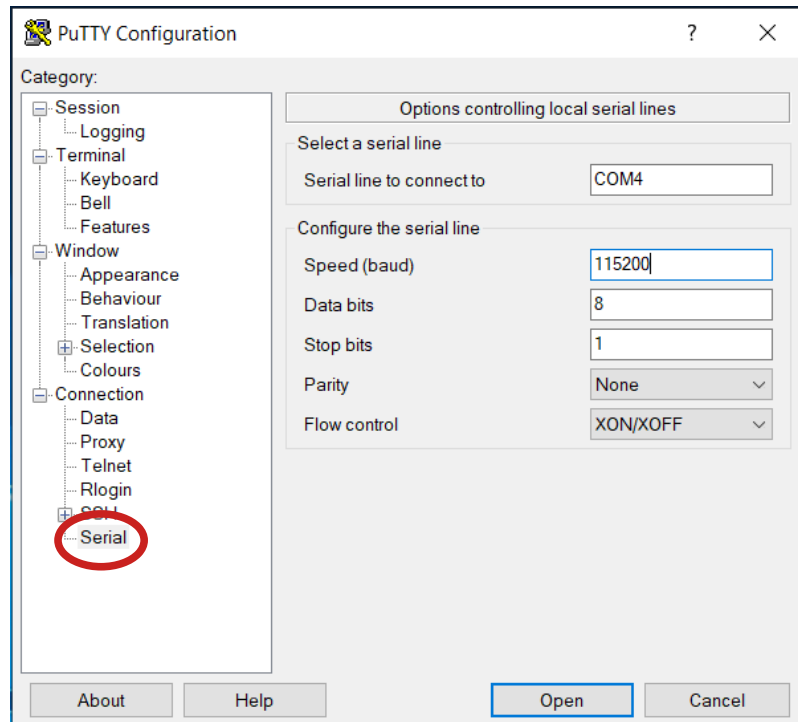 PuTTY Configuration
?
Category:
Session
Logging
Terminal
Keyboard
Bell
Features
Window
Appearance
Behaviour
Translation
Selection
Colours
Connection
Data
Proxy
Telnet
Rlogin
SSH
Serial
Options controlling local serial lines
Select a serial line
Serial line to connect to COM4
Configure the serial line
Speed (baud) 115200
Data bits 8
Stop bits 1
Parity None
Flow control XON/XOFF
About Help Open Cancel